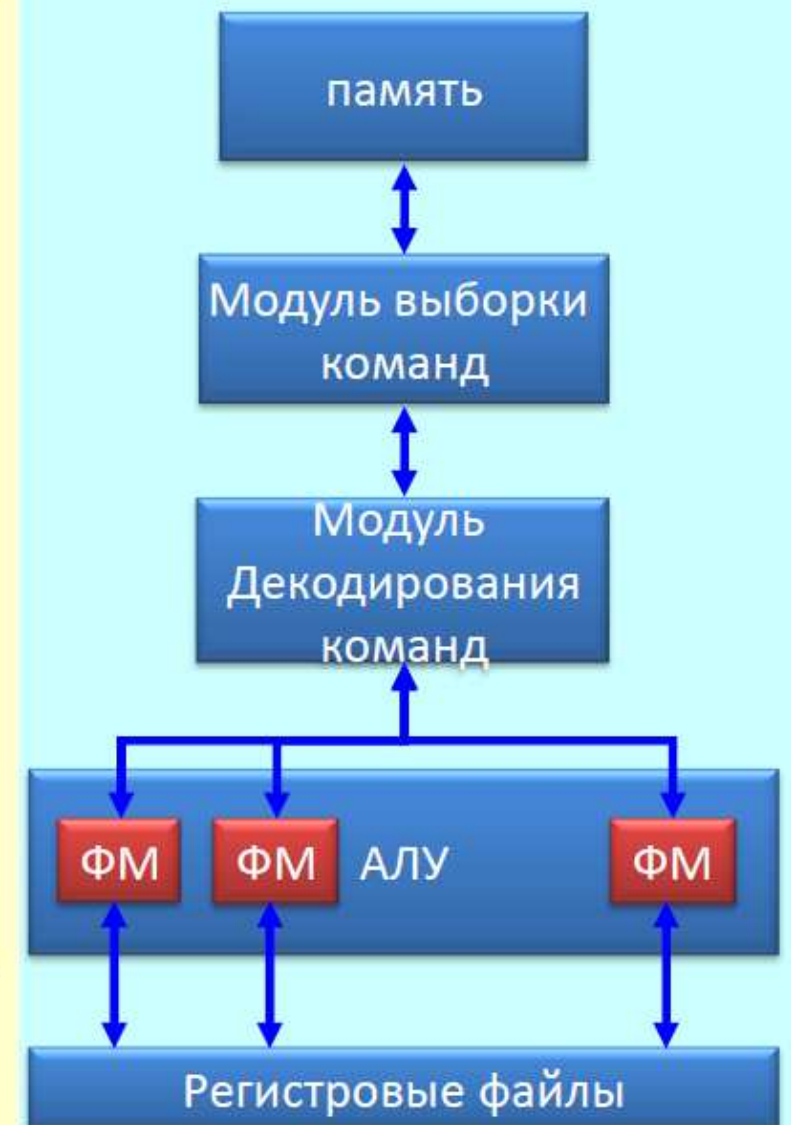 память
Модуль выборки
команд
Модуль
Декодирования
команд
ФМ ФМ АЛУ ФМ
Регистровые файлы